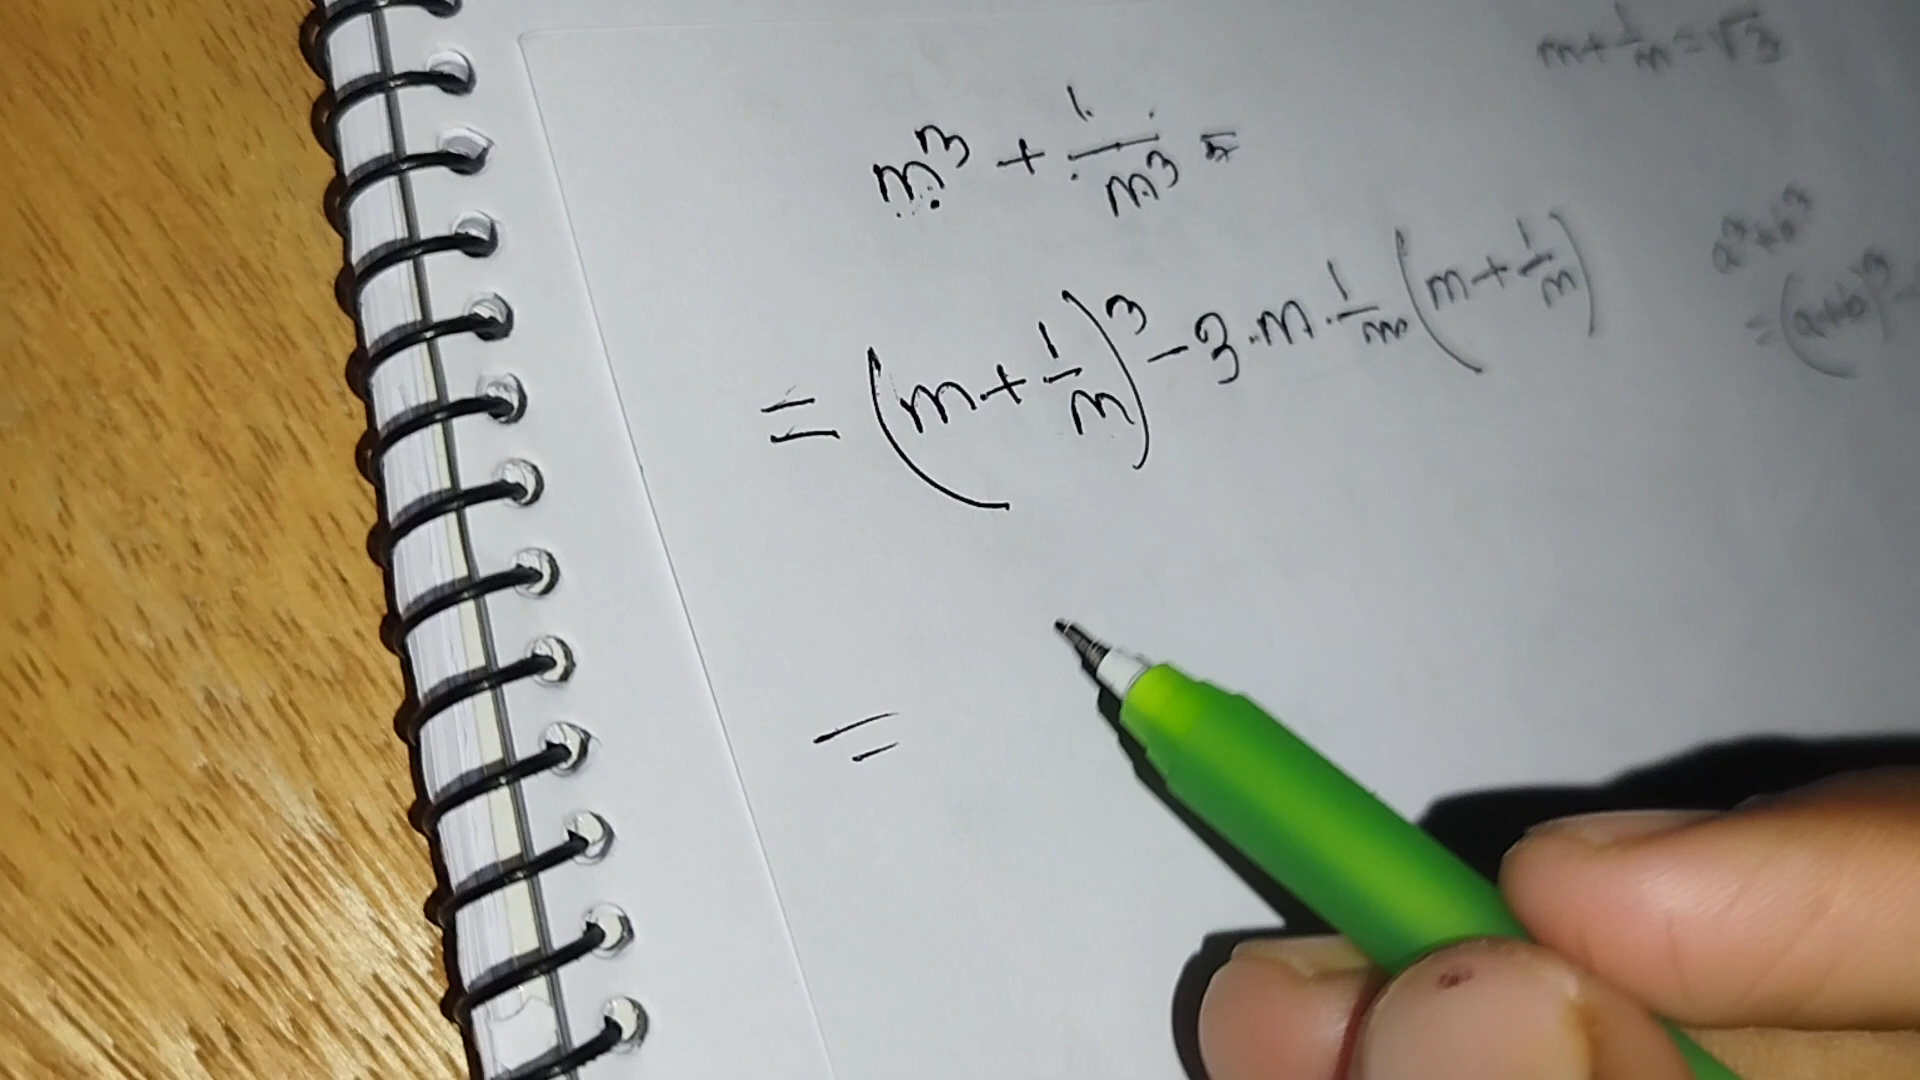 m + 1/m = √3
m³ + 1/m³ =
= (m + 1/m)³ - 3·m·1/m (m + 1/m)
a³+b³
= (a+b)³ -
=